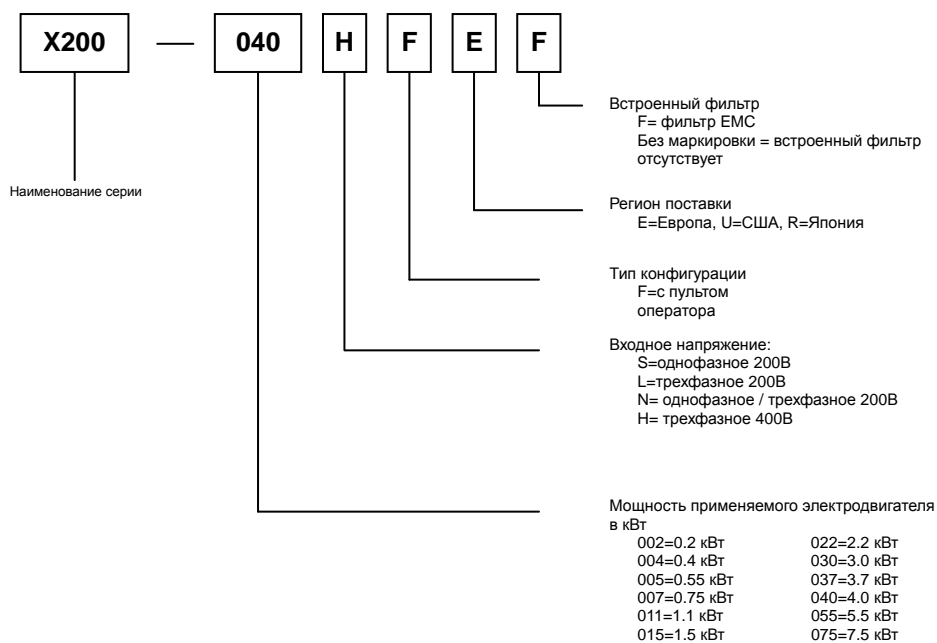 X200 — 040 H F E F
Встроенный фильтр
F= фильтр EMC
Без маркировки = встроенный фильтр
отсутствует
Наименование серии
Регион поставки
E=Европа, U=США, R=Япония
Тип конфигурации
F=с пультом
оператора
Входное напряжение:
S=однофазное 200В
L=трехфазное 200В
N= однофазное / трехфазное 200В
H= трехфазное 400В
Мощность применяемого электродвигателя
в кВт
002=0.2 кВт 022=2.2 кВт
004=0.4 кВт 030=3.0 кВт
005=0.55 кВт 037=3.7 кВт
007=0.75 кВт 040=4.0 кВт
011=1.1 кВт 055=5.5 кВт
015=1.5 кВт 075=7.5 кВт